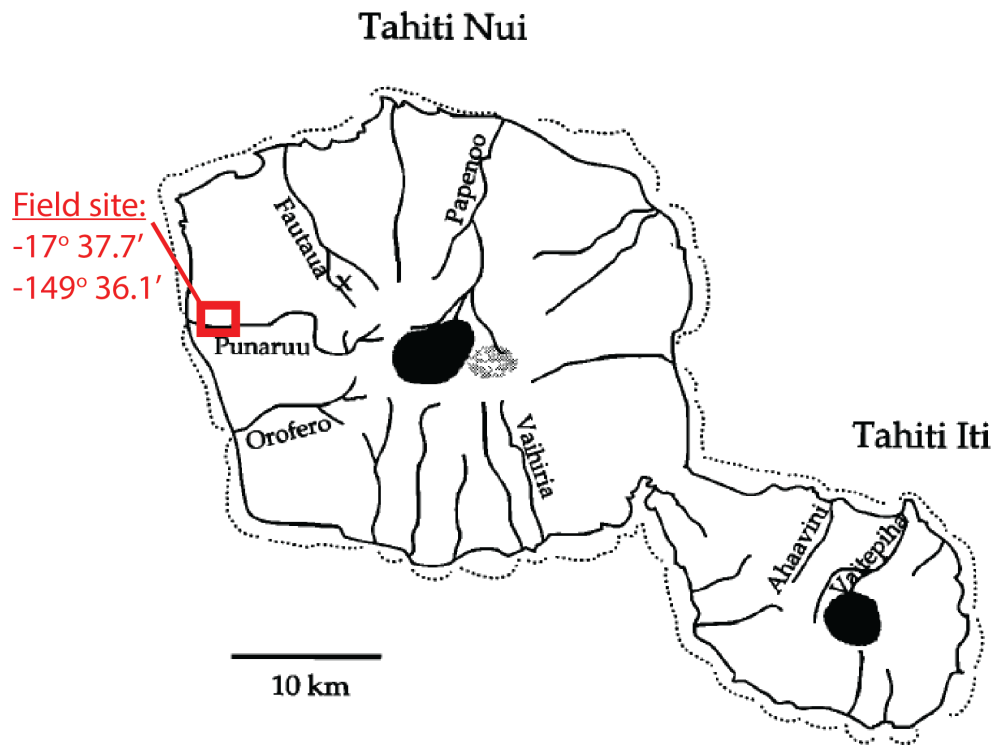 Tahiti Nui
Papenoo
Field site:
-17° 37.7’
-149° 36.1’
Fautaua
Punaruu
Orofero
Vaihiria
Tahiti Iti
Ahaavini
Vaitepiha
10 km